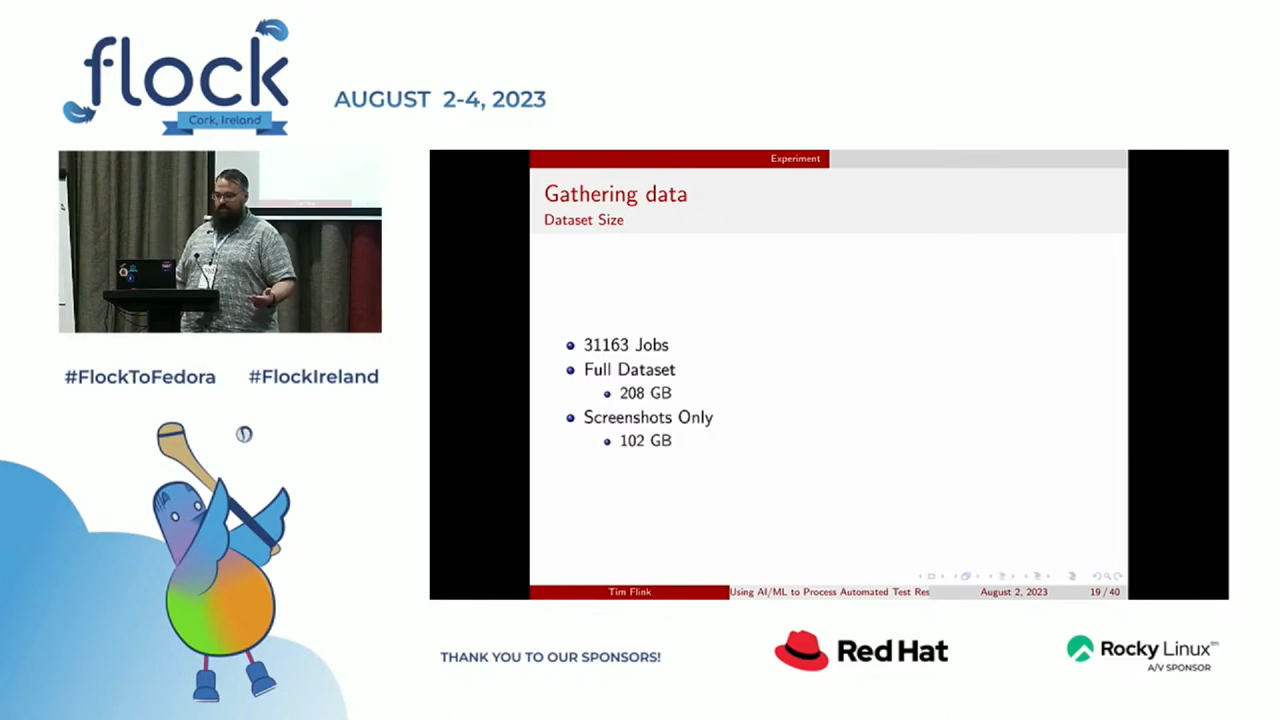 flock
Cork, Ireland
AUGUST 2-4, 2023
Experiment
Gathering data
Dataset Size
31163 Jobs
Full Dataset
208 GB
Screenshots Only
102 GB
Tim Flink
Using AI/ML to Process Automated Test Res
August 2, 2023
19 / 40
#FlockToFedora
#FlockIreland
THANK YOU TO OUR SPONSORS!
Red Hat
Rocky Linux™
A/V SPONSOR